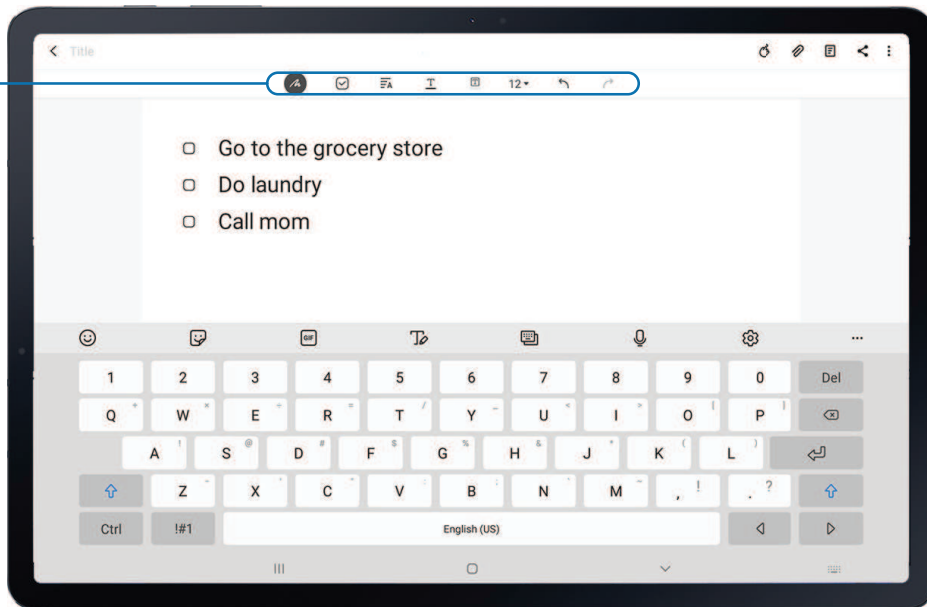 Title
12
Go to the grocery store
Do laundry
Call mom
GIF
1 2 3 4 5 6 7 8 9 0 Del
Q + W × E ÷ R = T / Y _ U < I > O [ P ]
A ! S @ D # F $ G % H & J * K ( L )
Z - X ' C " V : B ; N M , ! . ?
Ctrl !#1 English (US)